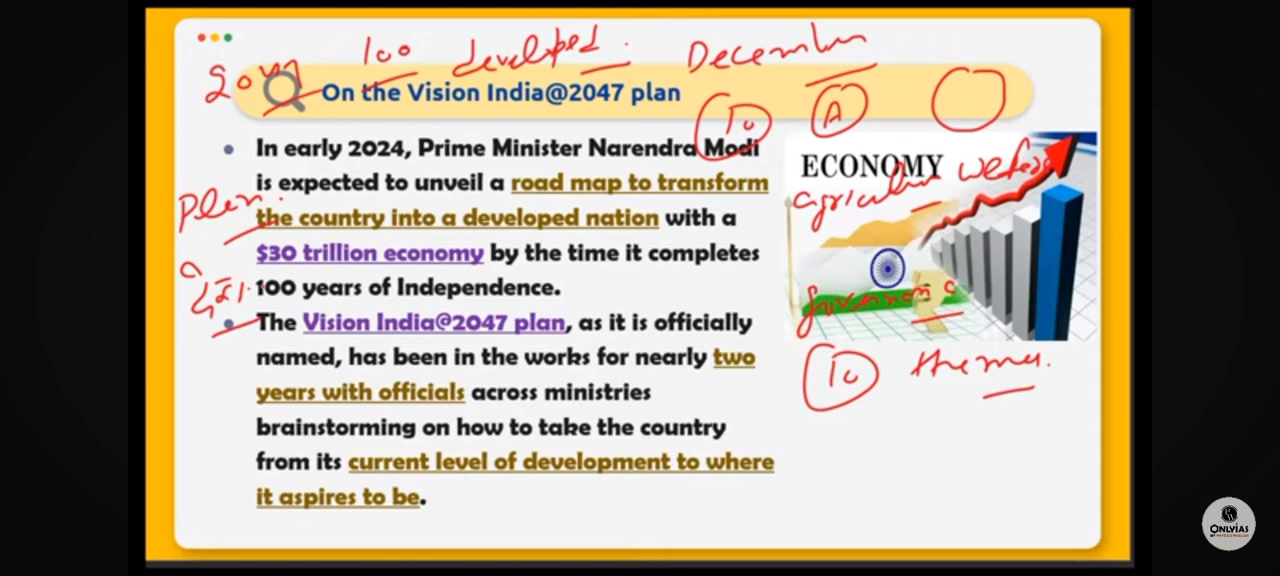 2047 100 developed. December
On the Vision India@2047 plan
10 A
In early 2024, Prime Minister Narendra Modi
is expected to unveil a road map to transform
the country into a developed nation with a
$30 trillion economy by the time it completes
100 years of Independence.
The Vision India@2047 plan, as it is officially
named, has been in the works for nearly two
years with officials across ministries
brainstorming on how to take the country
from its current level of development to where
it aspires to be.
Plan.
ECONOMY
agriculture welfare
governance
10 themes.
ONLYIAS